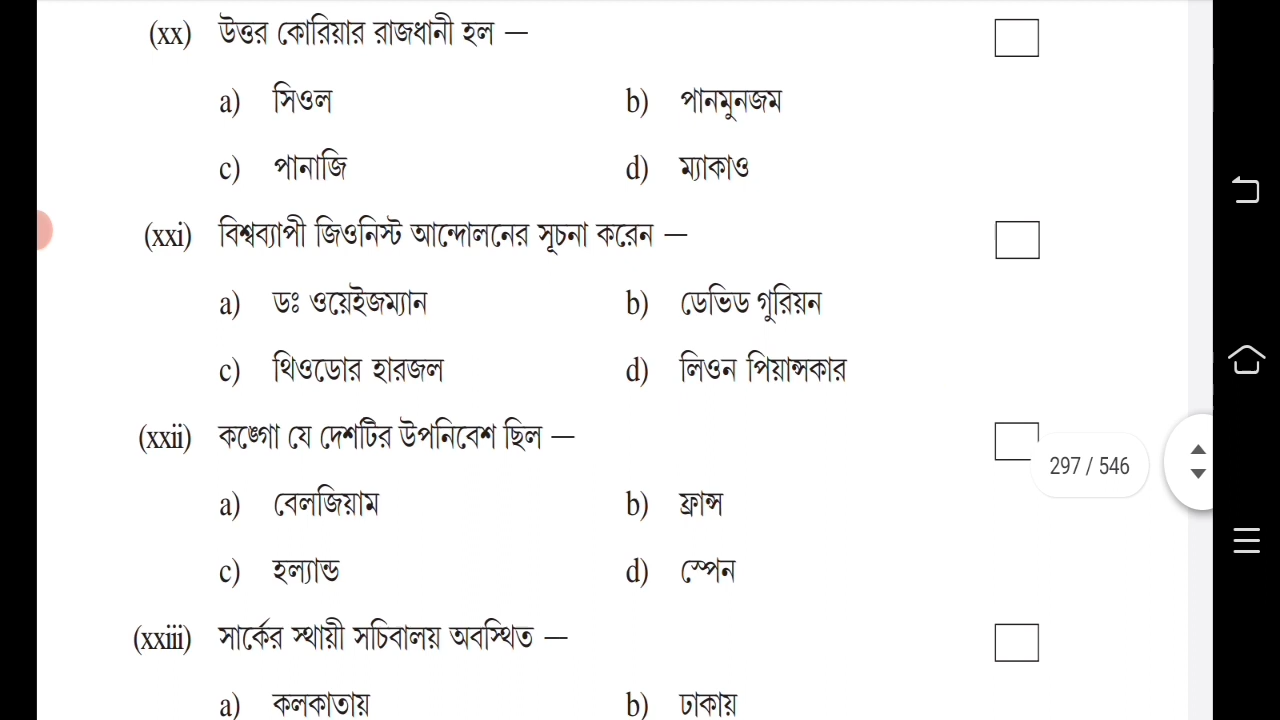 (xx) উত্তর কোরিয়ার রাজধানী হল —
a) সিওল b) পানমুনজম
c) পানাজি d) ম্যাকাও
(xxi) বিশ্বব্যাপী জিওনিস্ট আন্দোলনের সূচনা করেন —
a) ডঃ ওয়েইজম্যান b) ডেভিড গুরিয়ন
c) থিওডোর হারজল d) লিওন পিয়ান্সকার
(xxii) কঙ্গো যে দেশটির উপনিবেশ ছিল —
297 / 546
a) বেলজিয়াম b) ফ্রান্স
c) হল্যান্ড d) স্পেন
(xxiii) সার্কের স্থায়ী সচিবালয় অবস্থিত —
a) কলকাতায় b) ঢাকায়